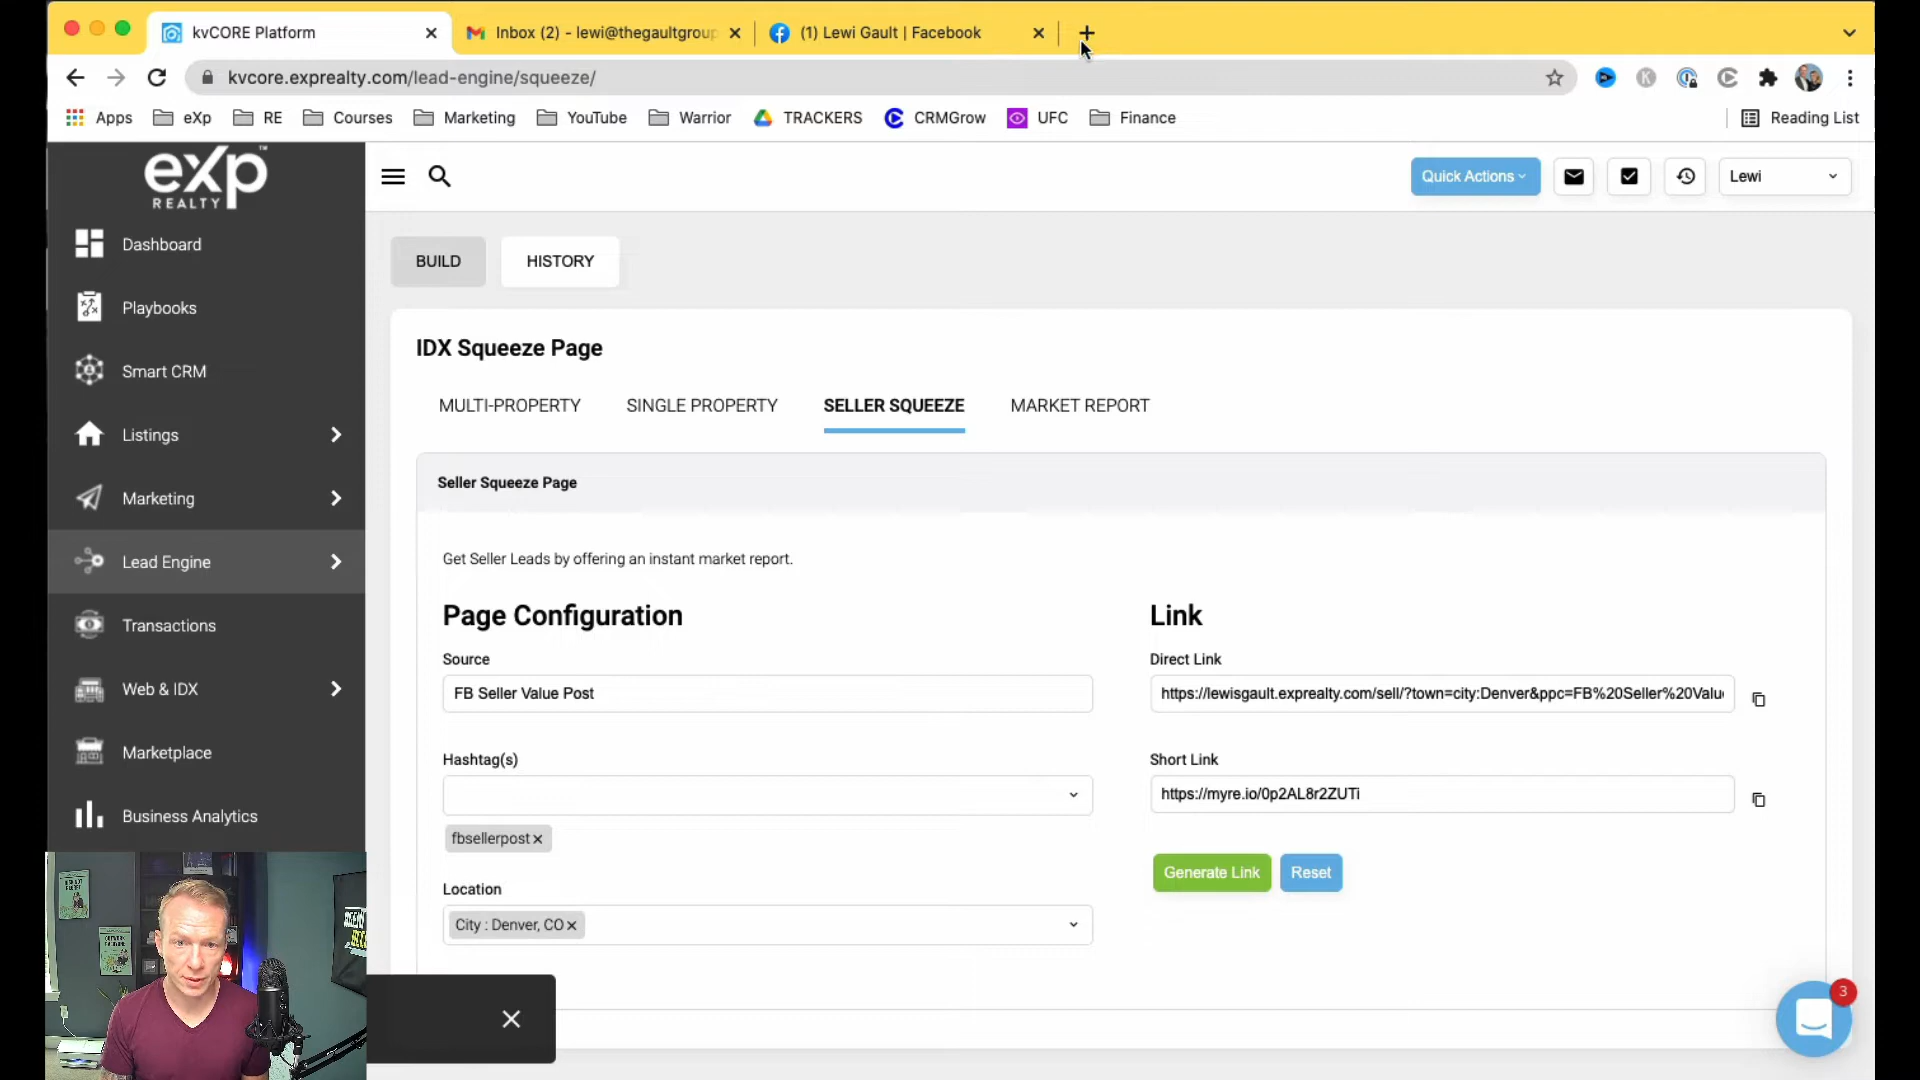 kvCORE Platform
Inbox (2) - lewi@thegaultgroup
(1) Lewi Gault | Facebook
kvcore.exprealty.com/lead-engine/squeeze/
Apps
eXp
RE
Courses
Marketing
YouTube
Warrior
TRACKERS
CRMGrow
UFC
Finance
Reading List
eXp
REALTY
Quick Actions
Lewi
Dashboard
Playbooks
Smart CRM
Listings
Marketing
Lead Engine
Transactions
Web & IDX
Marketplace
Business Analytics
BUILD
HISTORY
IDX Squeeze Page
MULTI-PROPERTY
SINGLE PROPERTY
SELLER SQUEEZE
MARKET REPORT
Seller Squeeze Page
Get Seller Leads by offering an instant market report.
Page Configuration
Source
FB Seller Value Post
Hashtag(s)
fbsellerpost
Location
City : Denver, CO
Link
Direct Link
https://lewisgault.exprealty.com/sell/?town=city:Denver&ppc=FB%20Seller%20Valu
Short Link
https://myre.io/0p2AL8r2ZUTi
Generate Link
Reset
3